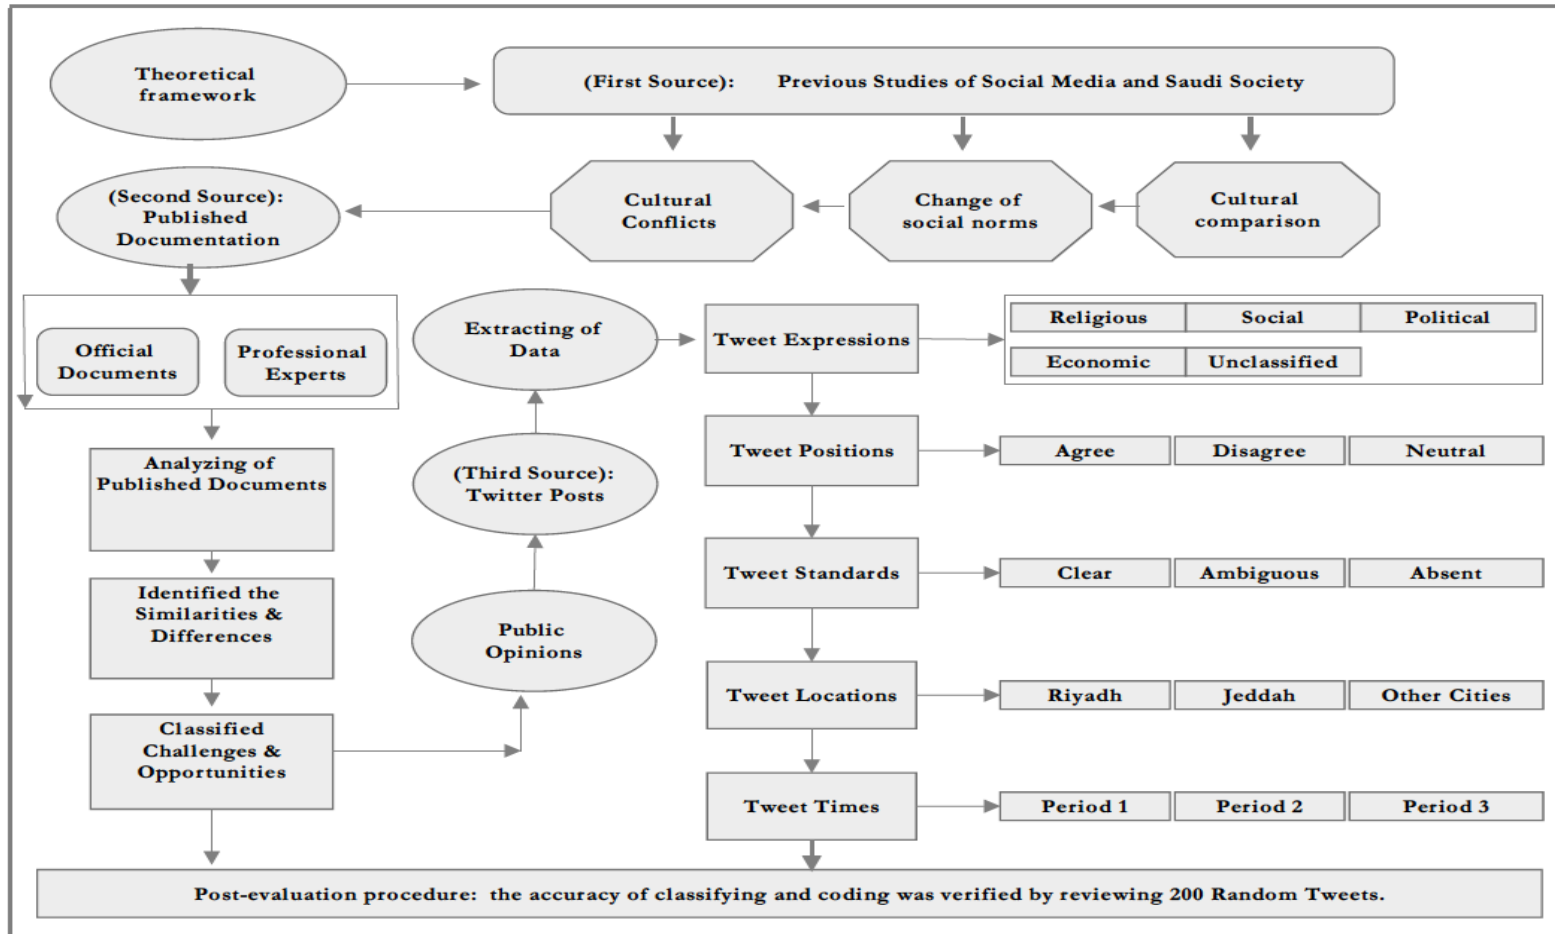 Theoretical
framework
(First Source): Previous Studies of Social Media and Saudi Society
(Second Source):
Published
Documentation
Cultural
Conflicts
Change of
social norms
Cultural
comparison
Official
Documents
Professional
Experts
Extracting of
Data
Tweet Expressions
Religious
Social
Political
Economic
Unclassified
Analyzing of
Published Documents
(Third Source):
Twitter Posts
Tweet Positions
Agree
Disagree
Neutral
Identified the
Similarities &
Differences
Public
Opinions
Tweet Standards
Clear
Ambiguous
Absent
Classified
Challenges &
Opportunities
Tweet Locations
Riyadh
Jeddah
Other Cities
Tweet Times
Period 1
Period 2
Period 3
Post-evaluation procedure: the accuracy of classifying and coding was verified by reviewing 200 Random Tweets.